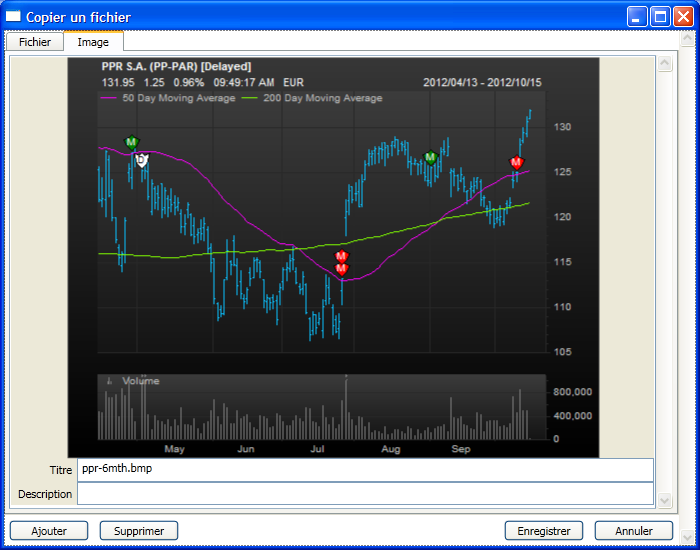 Copier un fichier
Fichier Image
PPR S.A. (PP-PAR) [Delayed]
131.95 1.25 0.96% 09:49:17 AM EUR 2012/04/13 - 2012/10/15
50 Day Moving Average 200 Day Moving Average
130
M
M
D
M
125
120
115
M
M
110
105
Volume
800,000
400,000
0
May Jun Jul Aug Sep
Titre ppr-6mth.bmp
Description
Ajouter Supprimer Enregistrer Annuler